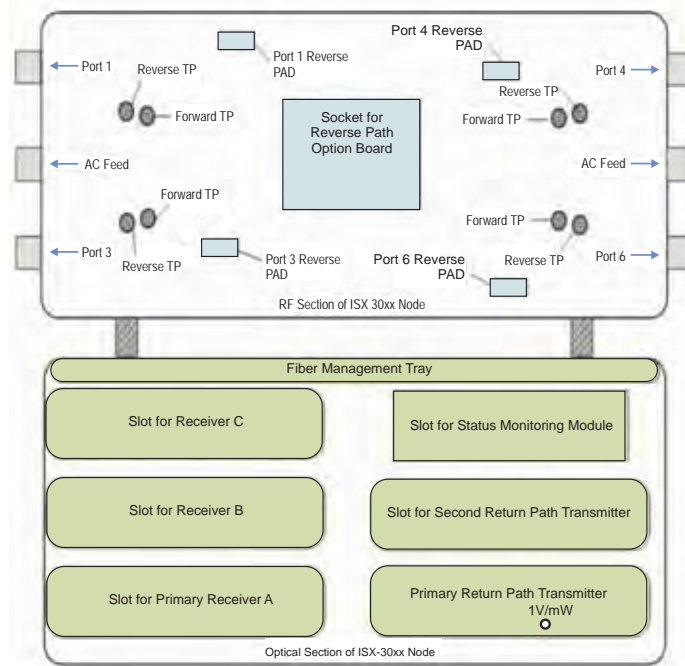 Port 4 Reverse
PAD
Port 1 Reverse
PAD
Port 1
Reverse TP
Forward TP
Port 4
Reverse TP
Forward TP
Socket for
Reverse Path
Option Board
AC Feed
AC Feed
Forward TP
Reverse TP
Port 3
Port 3 Reverse
PAD
Forward TP
Reverse TP
Port 6
Port 6 Reverse
PAD
RF Section of ISX 30xx Node
Fiber Management Tray
Slot for Receiver C
Slot for Status Monitoring Module
Slot for Receiver B
Slot for Second Return Path Transmitter
Slot for Primary Receiver A
Primary Return Path Transmitter
1V/mW
Optical Section of ISX-30xx Node